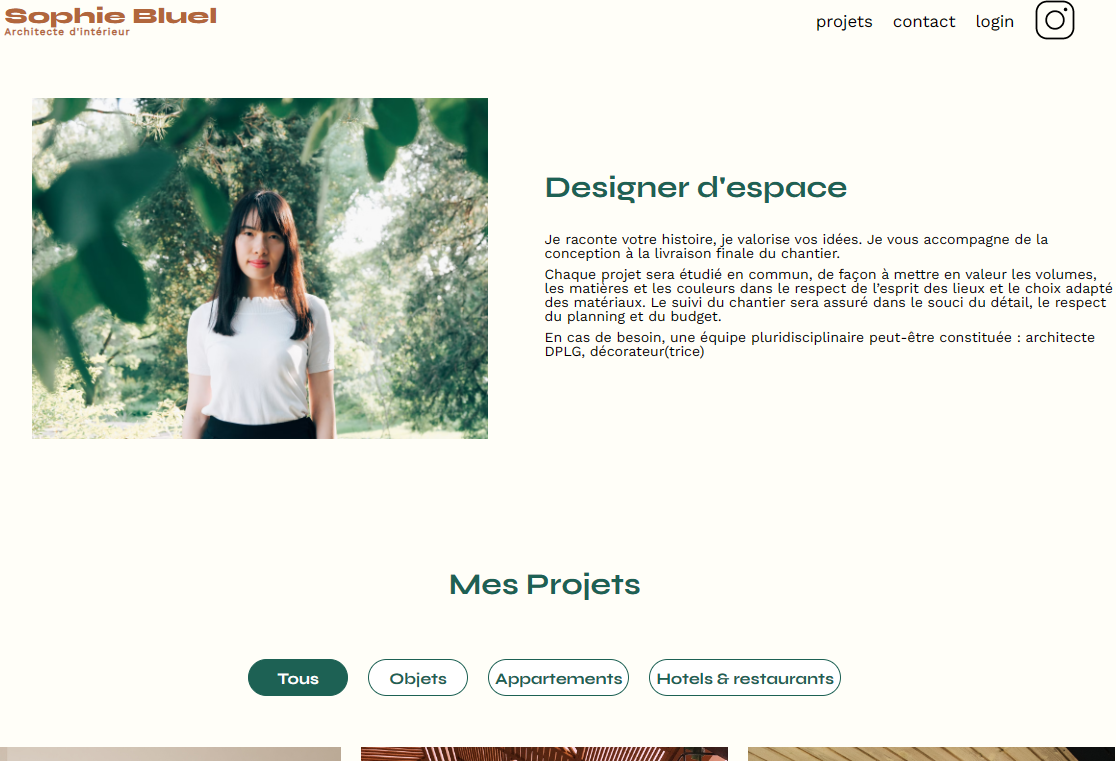 Sophie Bluel
Architecte d'intérieur
projets contact login
Designer d'espace
Je raconte votre histoire, je valorise vos idées. Je vous accompagne de la
conception à la livraison finale du chantier.
Chaque projet sera étudié en commun, de façon à mettre en valeur les volumes,
les matières et les couleurs dans le respect de l’esprit des lieux et le choix adapté
des matériaux. Le suivi du chantier sera assuré dans le souci du détail, le respect
du planning et du budget.
En cas de besoin, une équipe pluridisciplinaire peut-être constituée : architecte
DPLG, décorateur(trice)
Mes Projets
Tous Objets Appartements Hotels & restaurants